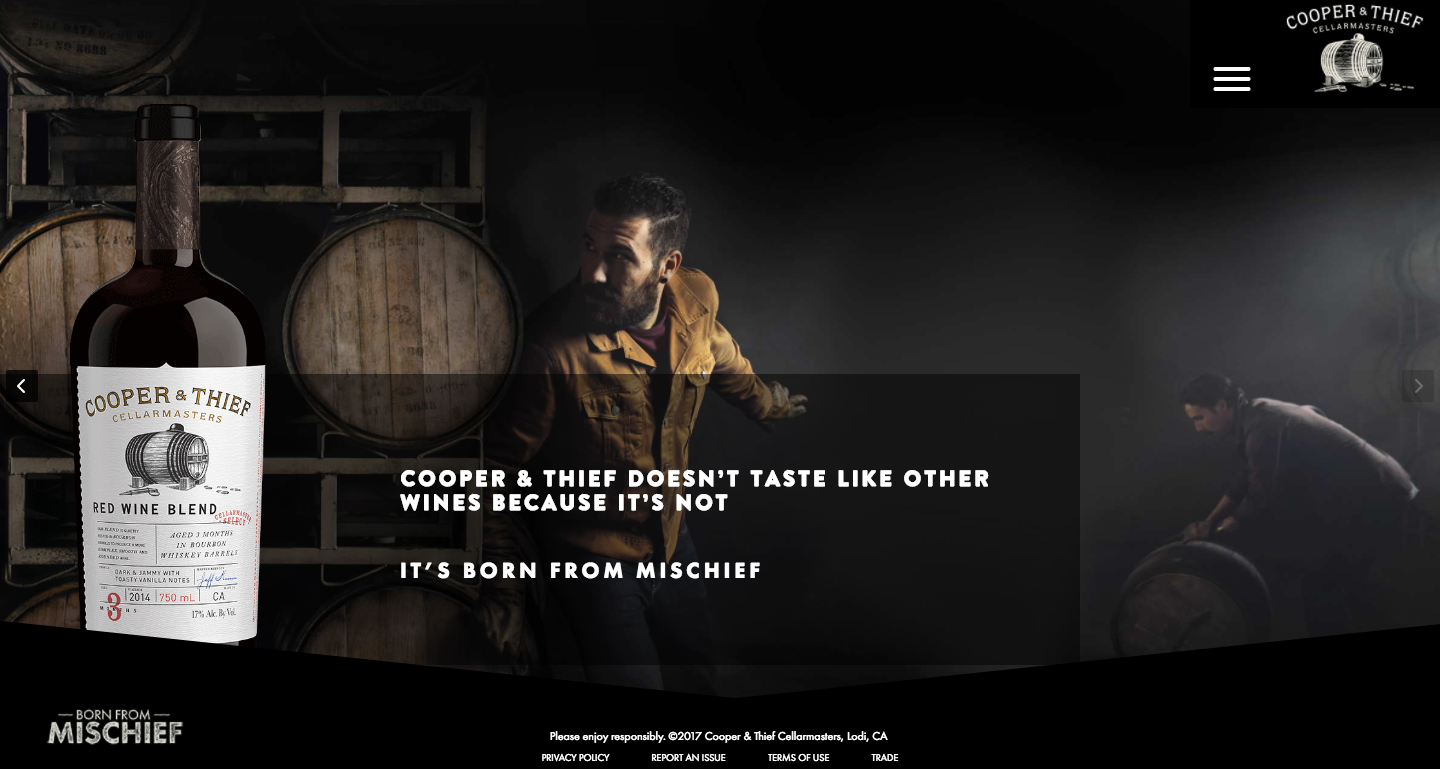 COOPER & THIEF
CELLARMASTERS
COOPER & THIEF
CELLARMASTERS
RED WINE BLEND
CELLARMASTER
SELECT
AGED 3 MONTHS
IN BOURBON
WHISKEY BARRELS
DARK & JAMMY WITH
TOASTY VANILLA NOTES
3
MONTHS
2014
750 mL
CA
17% Alc. By Vol.
COOPER & THIEF DOESN'T TASTE LIKE OTHER
WINES BECAUSE IT'S NOT
IT'S BORN FROM MISCHIEF
BORN FROM
MISCHIEF
Please enjoy responsibly. ©2017 Cooper & Thief Cellarmasters, Lodi, CA
PRIVACY POLICY REPORT AN ISSUE TERMS OF USE TRADE